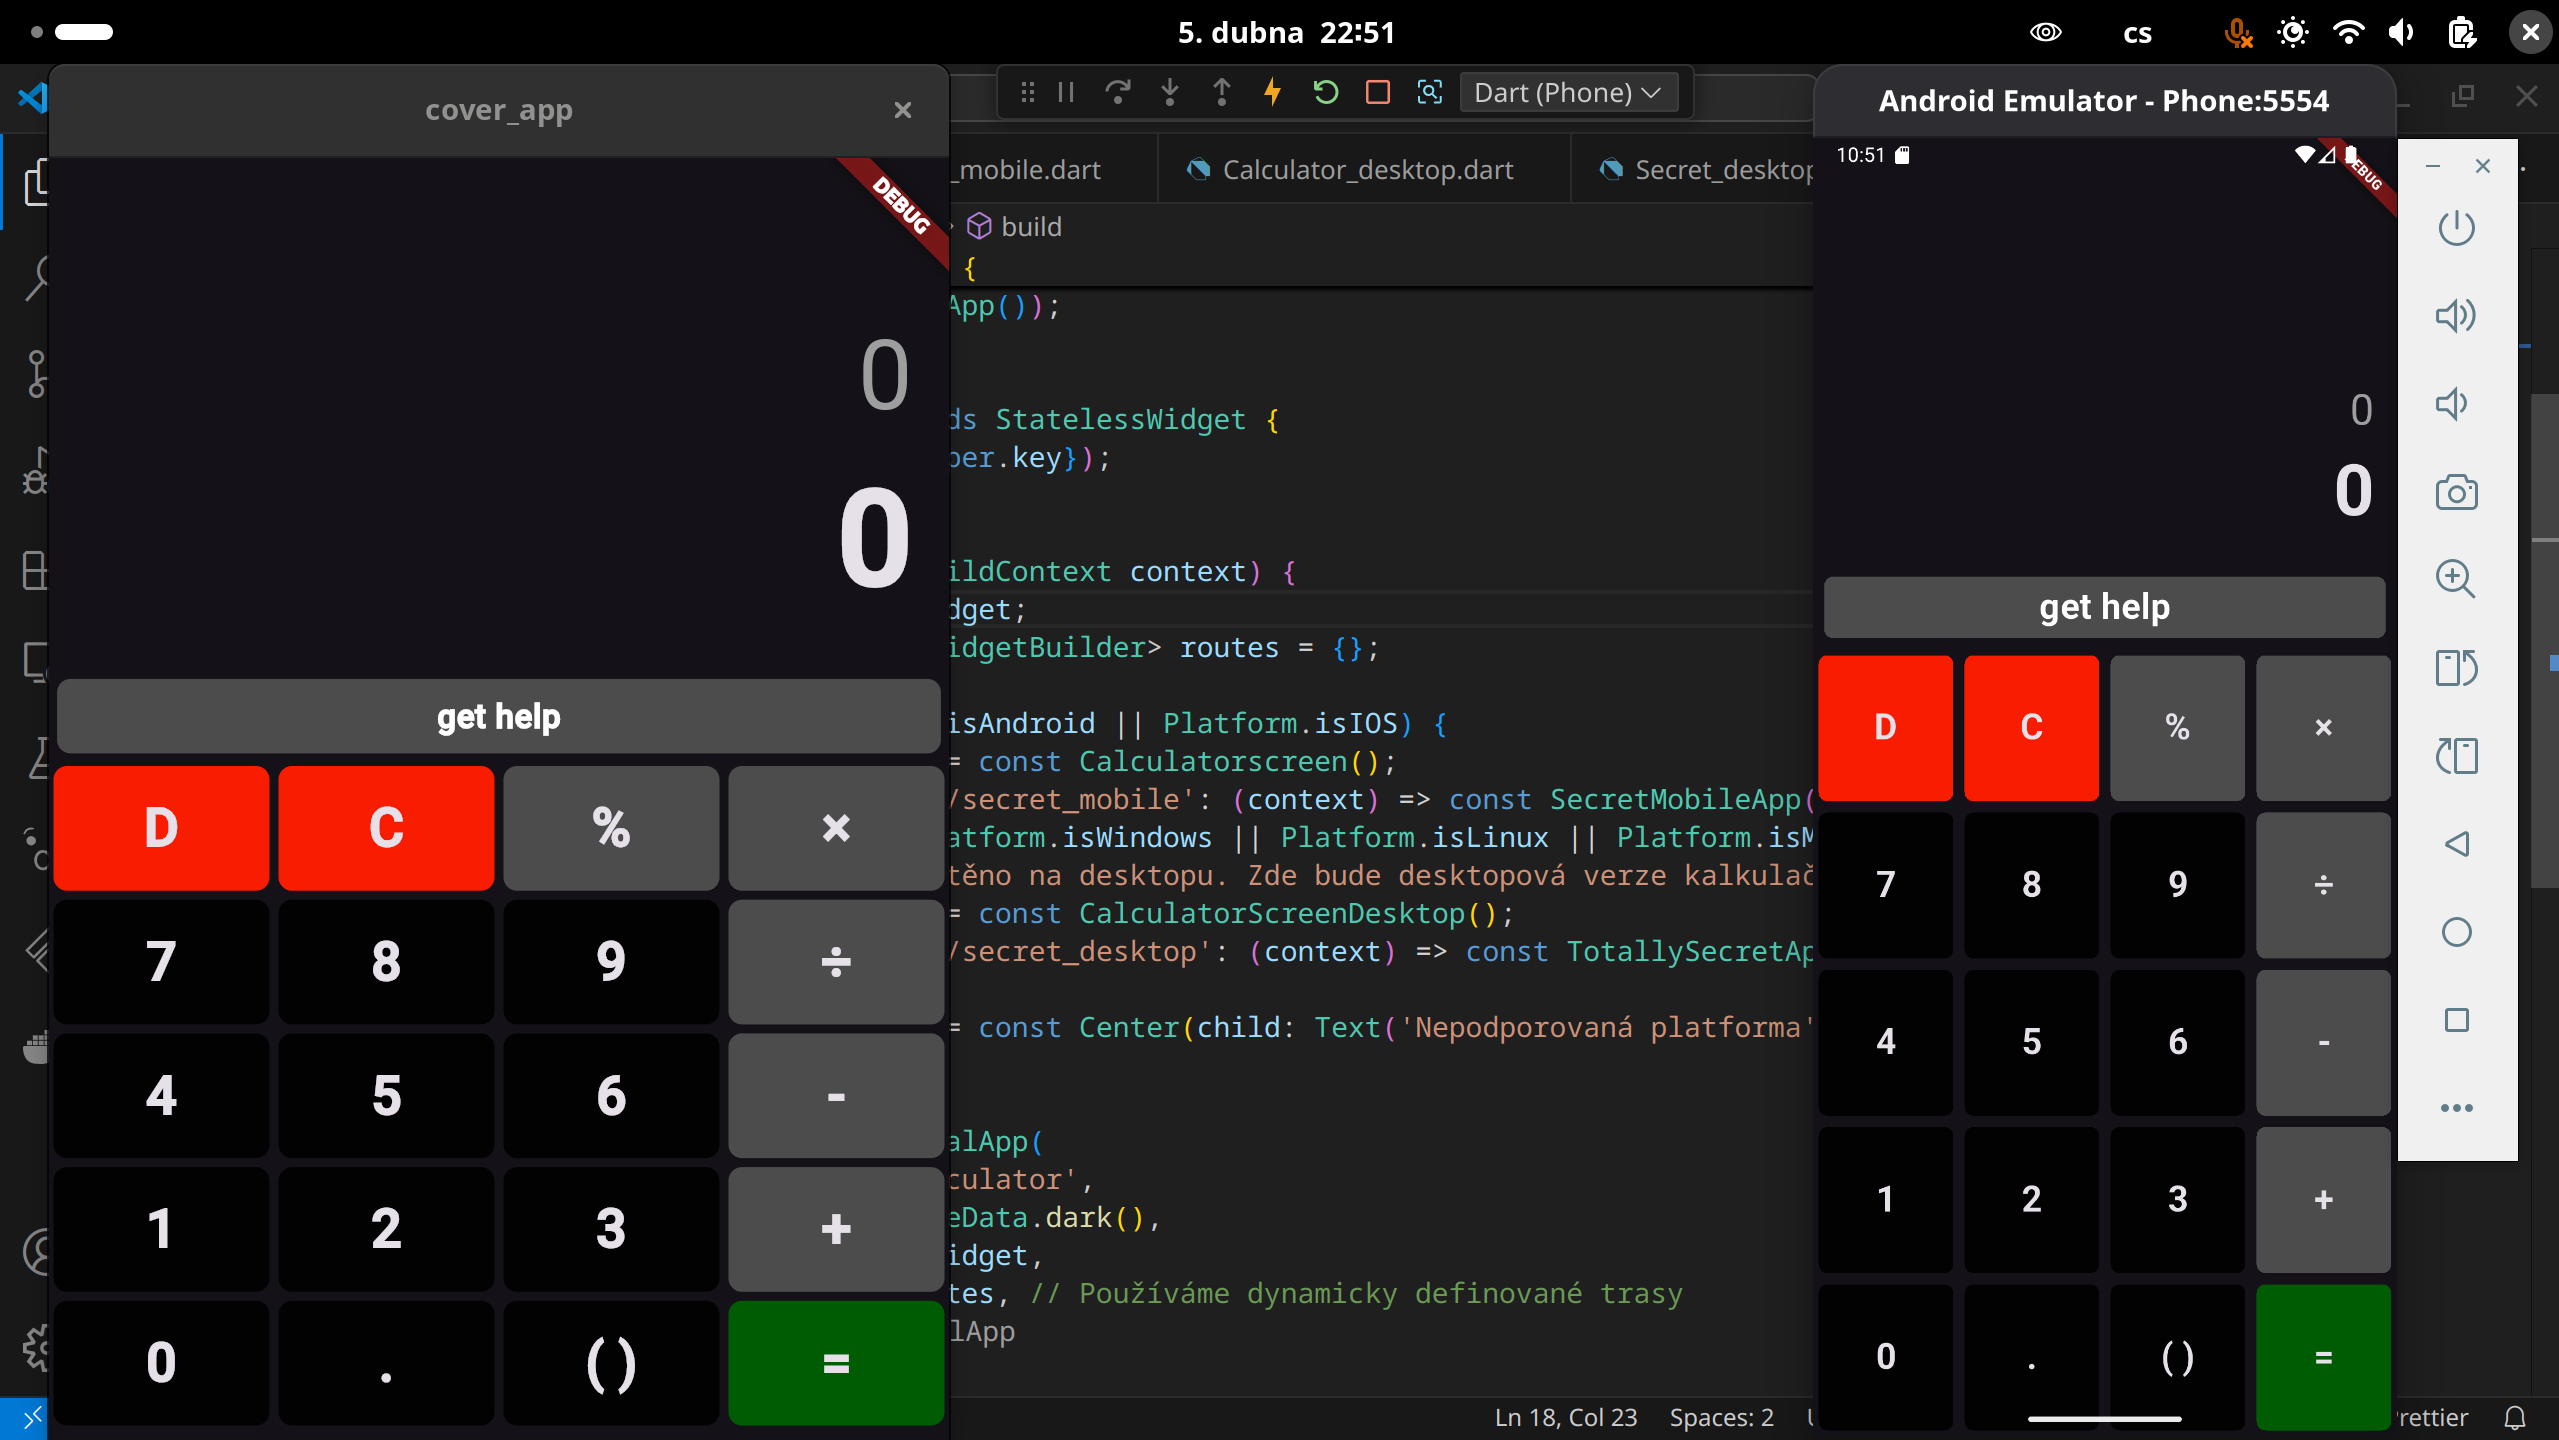 5. dubna 22:51
cs
cover_app
DEBUG
0
0
get help
D C % ×
7 8 9 ÷
4 5 6 -
1 2 3 +
0 . () =
Dart (Phone)
_mobile.dart
Calculator_desktop.dart
Secret_desktop
build
{
App());
ds StatelessWidget {
per.key});
ildContext context) {
dget;
idgetBuilder> routes = {};
isAndroid || Platform.isIOS) {
= const Calculatorscreen();
/secret_mobile': (context) => const SecretMobileApp(
atform.isWindows || Platform.isLinux || Platform.isM
těno na desktopu. Zde bude desktopová verze kalkulač
= const CalculatorScreenDesktop();
/secret_desktop': (context) => const TotallySecretAp
= const Center(child: Text('Nepodporovaná platforma'
alApp(
culator',
eData.dark(),
idget,
tes, // Používáme dynamicky definované trasy
lApp
Ln 18, Col 23
Spaces: 2
rettier
Android Emulator - Phone:5554
10:51
EBUG
0
0
get help
D C % ×
7 8 9 ÷
4 5 6 -
1 2 3 +
0 . () =